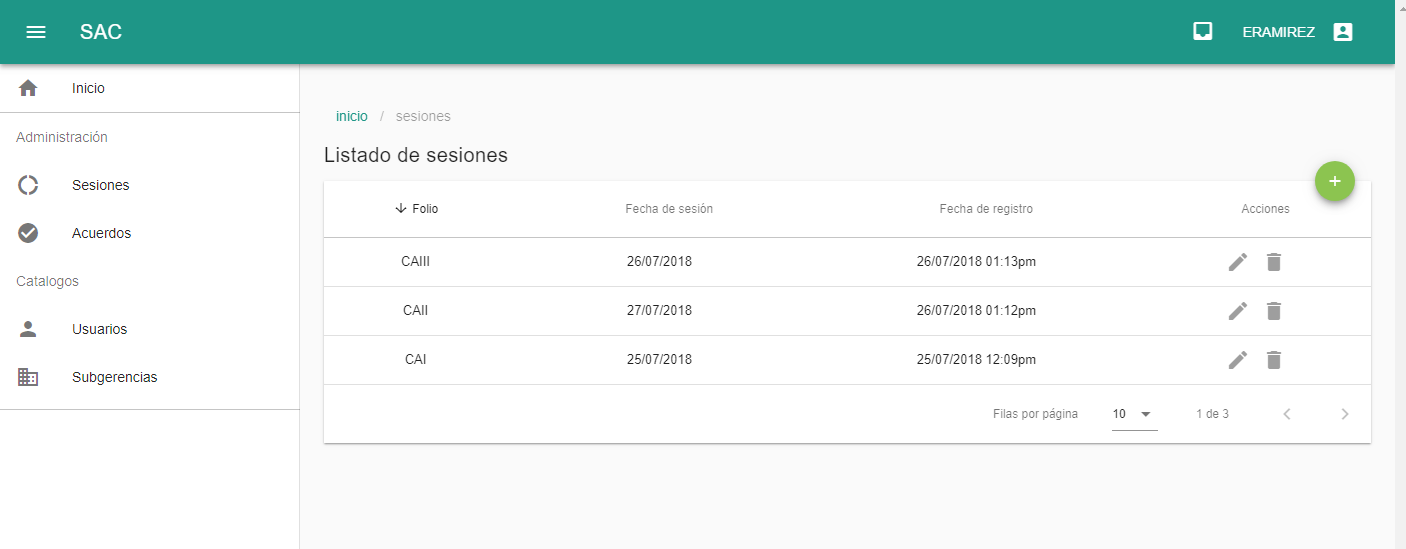 SAC
ERAMIREZ
Inicio
Administración
Sesiones
Acuerdos
Catalogos
Usuarios
Subgerencias
inicio / sesiones
Listado de sesiones
Folio Fecha de sesión Fecha de registro Acciones
CAIII 26/07/2018 26/07/2018 01:13pm
CAII 27/07/2018 26/07/2018 01:12pm
CAI 25/07/2018 25/07/2018 12:09pm
Filas por página 10 1 de 3